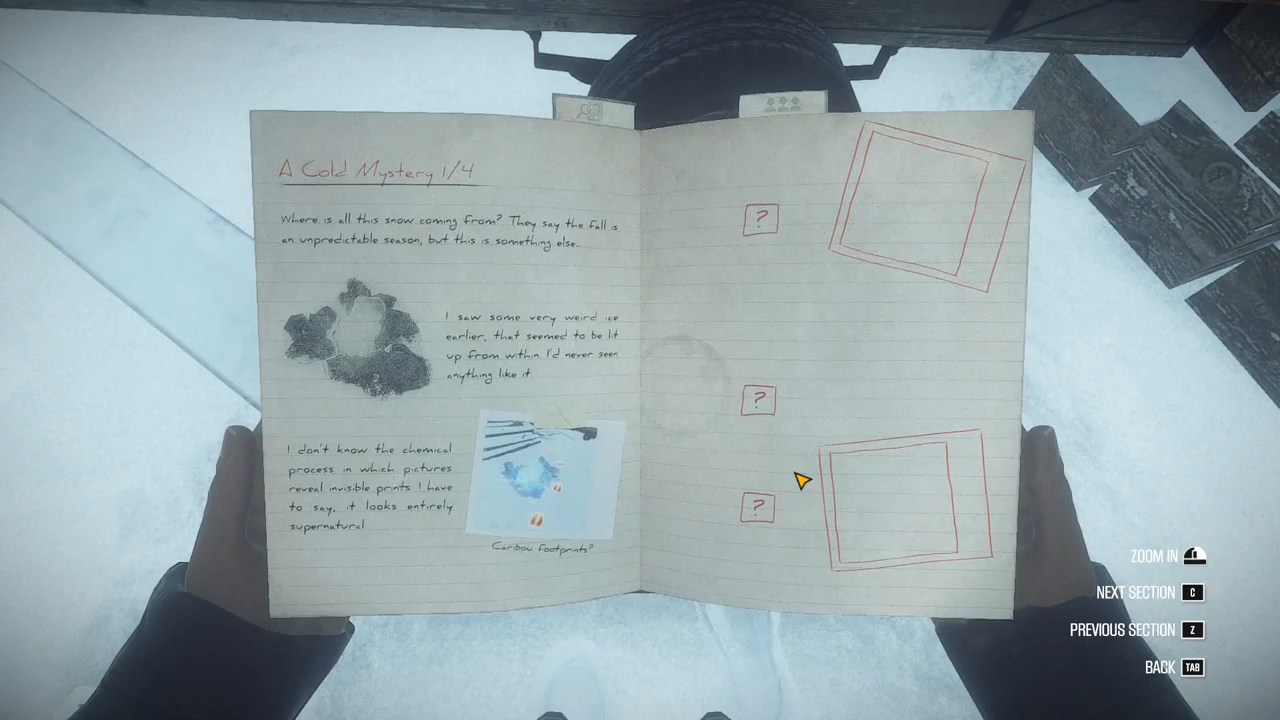 A Cold Mystery 1/4
Where is all this snow coming from? They say the fall is
an unpredictable season, but this is something else.
I saw some very weird ice
earlier, that seemed to be lit
up from within. I'd never seen
anything like it.
I don't know the chemical
process in which pictures
reveal invisible prints. I have
to say, it looks entirely
supernatural.
Caribou footprints?
?
?
?
ZOOM IN
NEXT SECTION C
PREVIOUS SECTION Z
BACK TAB